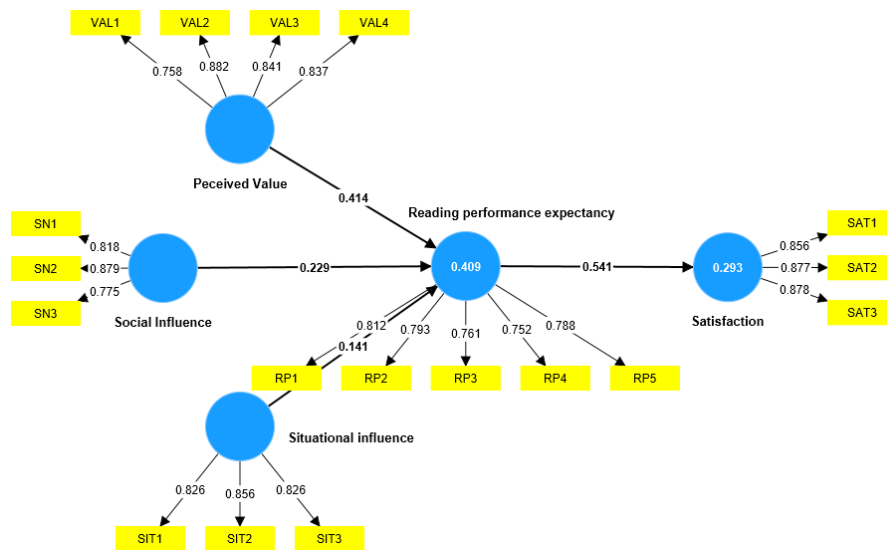 VAL1 VAL2 VAL3 VAL4
0.758 0.882 0.841 0.837
Peceived Value
0.414
Reading performance expectancy
SN1
SN2
SN3
0.818
0.879
0.775
Social Influence
0.229
0.409
0.541
0.293
Satisfaction
0.856
0.877
0.878
SAT1
SAT2
SAT3
0.812 0.793 0.761 0.752 0.788
0.141
RP1 RP2 RP3 RP4 RP5
Situational influence
0.826 0.856 0.826
SIT1 SIT2 SIT3